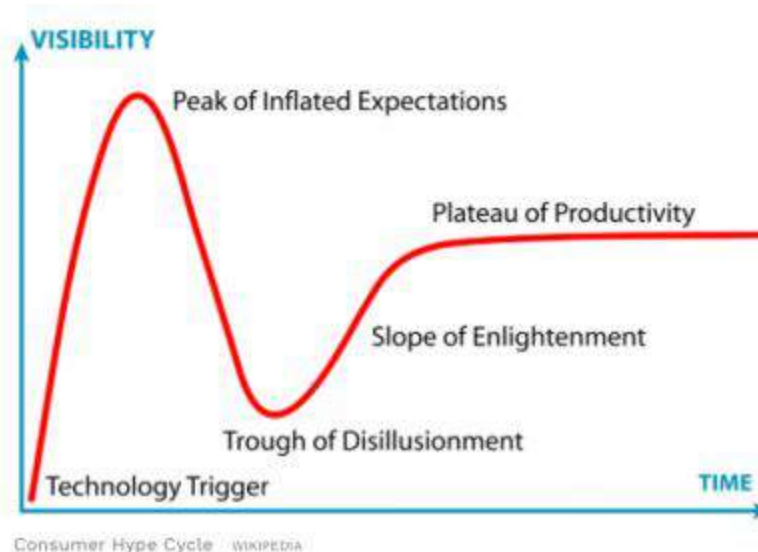 VISIBILITY
Peak of Inflated Expectations
Plateau of Productivity
Slope of Enlightenment
Trough of Disillusionment
Technology Trigger
TIME
Consumer Hype Cycle WIKIPEDIA